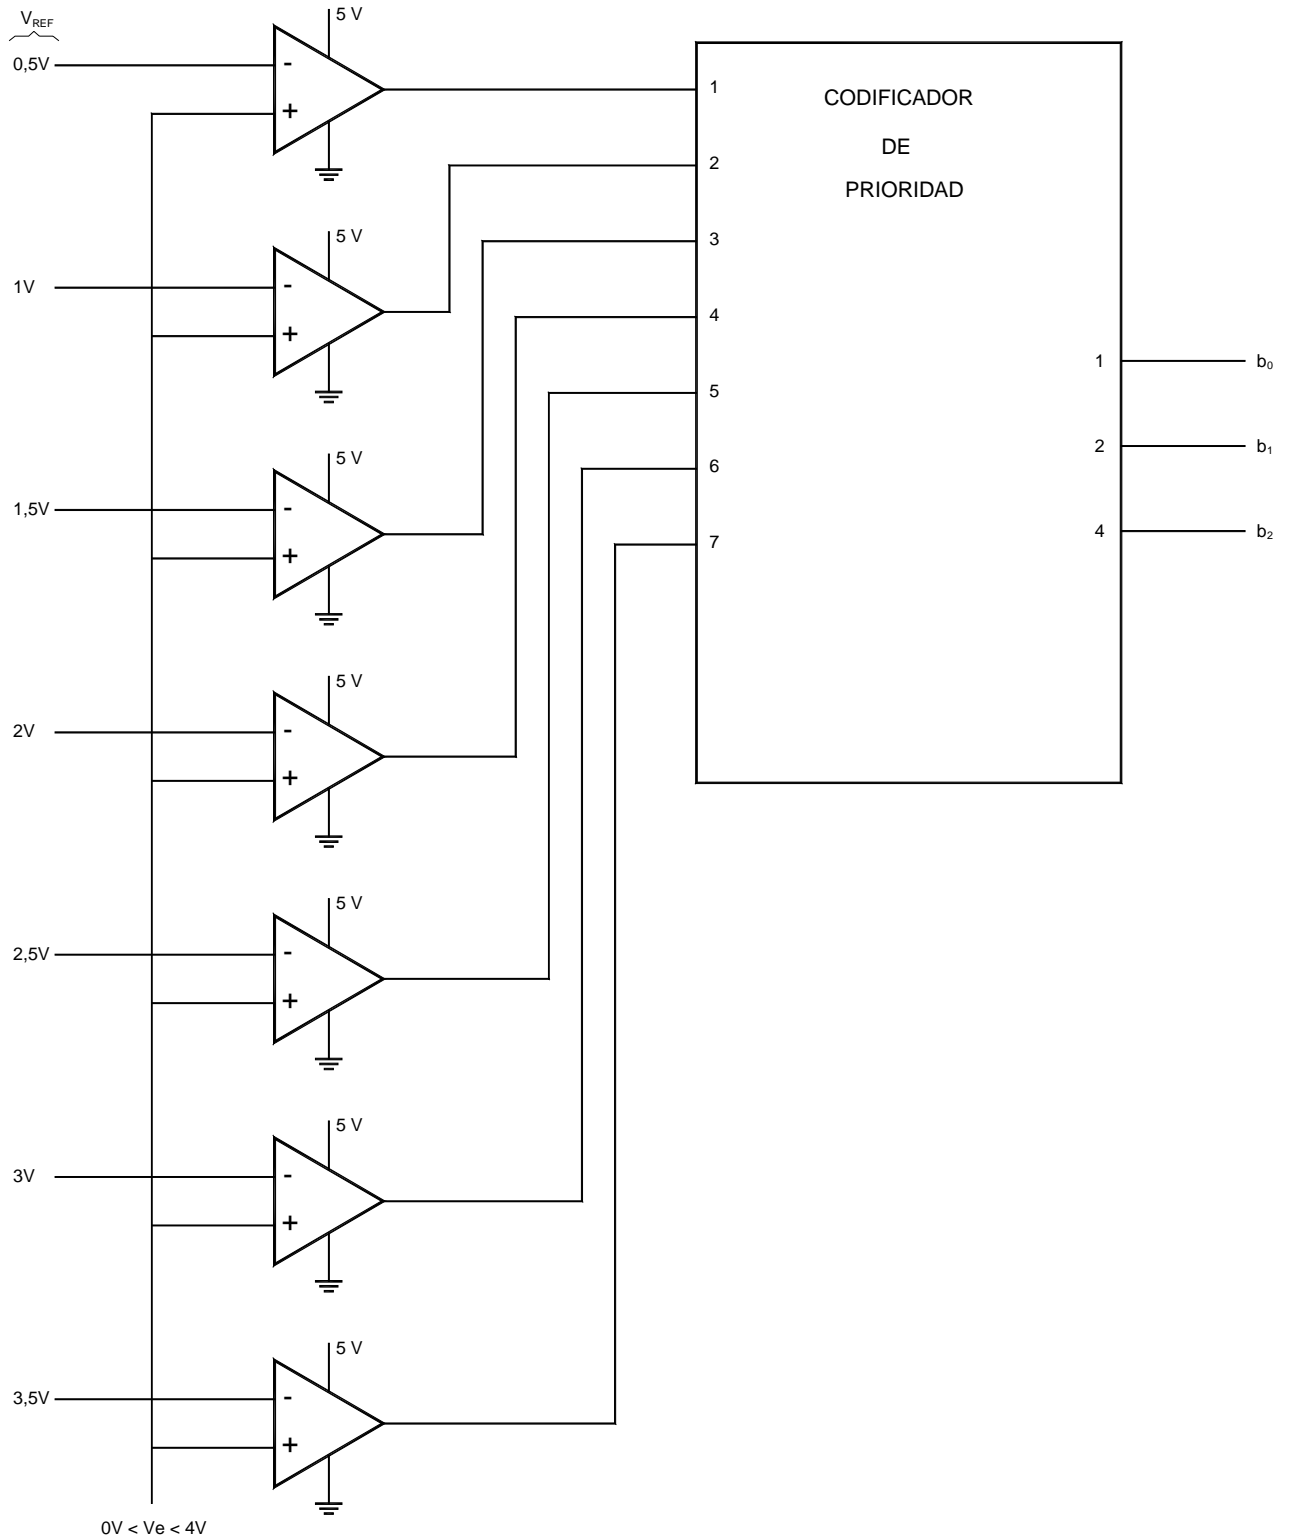 V_REF
5 V
0,5V
-
+
1
CODIFICADOR
DE
PRIORIDAD
2
3
4
5
6
7
1
b₀
2
b₁
4
b₂
5 V
1V
-
+
5 V
1,5V
-
+
5 V
2V
-
+
5 V
2,5V
-
+
5 V
3V
-
+
5 V
3,5V
-
+
0V < Ve < 4V